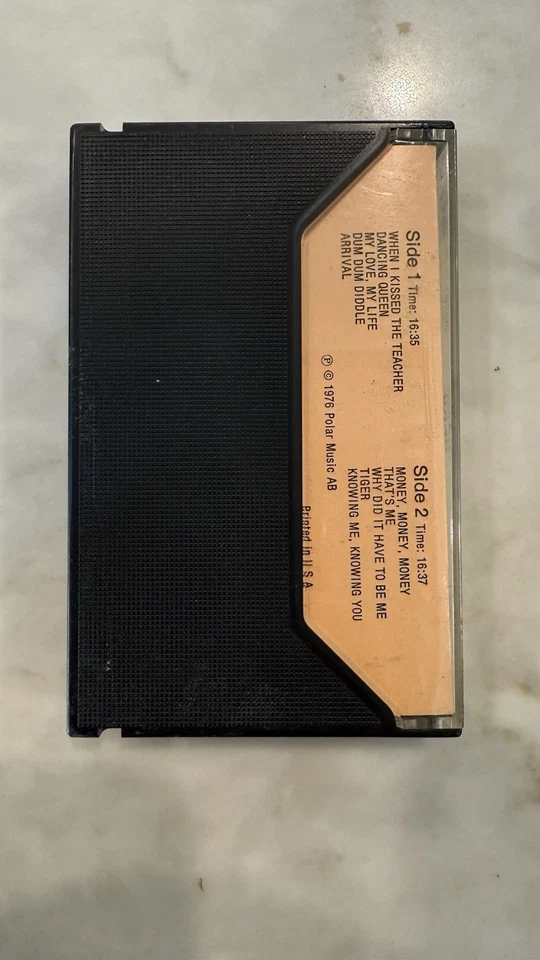 Side 1 Time: 16:35
WHEN I KISSED THE TEACHER
DANCING QUEEN
MY LOVE, MY LIFE
DUM DUM DIDDLE
ARRIVAL
Side 2 Time: 16:37
MONEY, MONEY, MONEY
THAT'S ME
WHY DID IT HAVE TO BE ME
TIGER
KNOWING ME, KNOWING YOU
℗ © 1976 Polar Music AB
Printed in U.S.A.